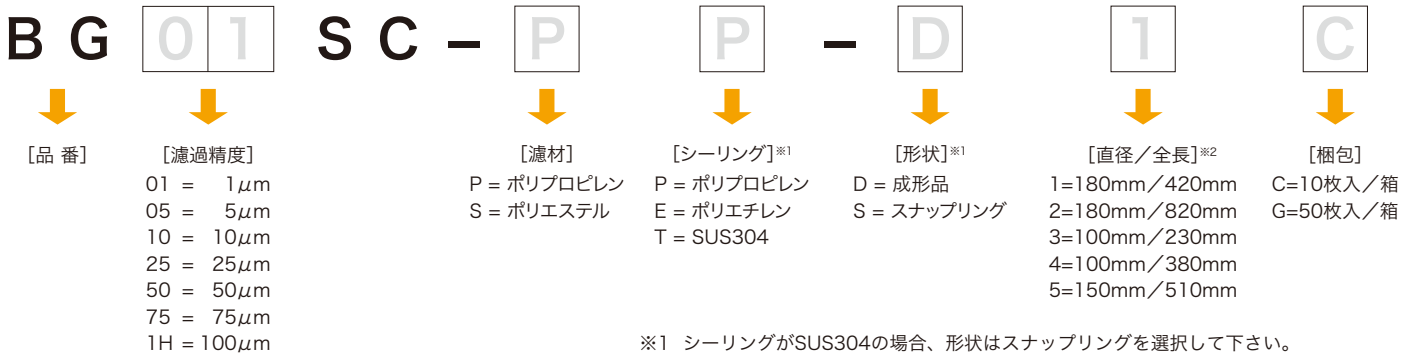 BG 01 SC – P P – D 1 C
[品 番] [濾過精度] [濾材] [シーリング]※1 [形状]※1 [直径／全長]※2 [梱包]
01 = 1μm P = ポリプロピレン P = ポリプロピレン D = 成形品 1=180mm／420mm C=10枚入／箱
05 = 5μm S = ポリエステル E = ポリエチレン S = スナップリング 2=180mm／820mm G=50枚入／箱
10 = 10μm T = SUS304 3=100mm／230mm
25 = 25μm 4=100mm／380mm
50 = 50μm 5=150mm／510mm
75 = 75μm
1H = 100μm ※1 シーリングがSUS304の場合、形状はスナップリングを選択して下さい。